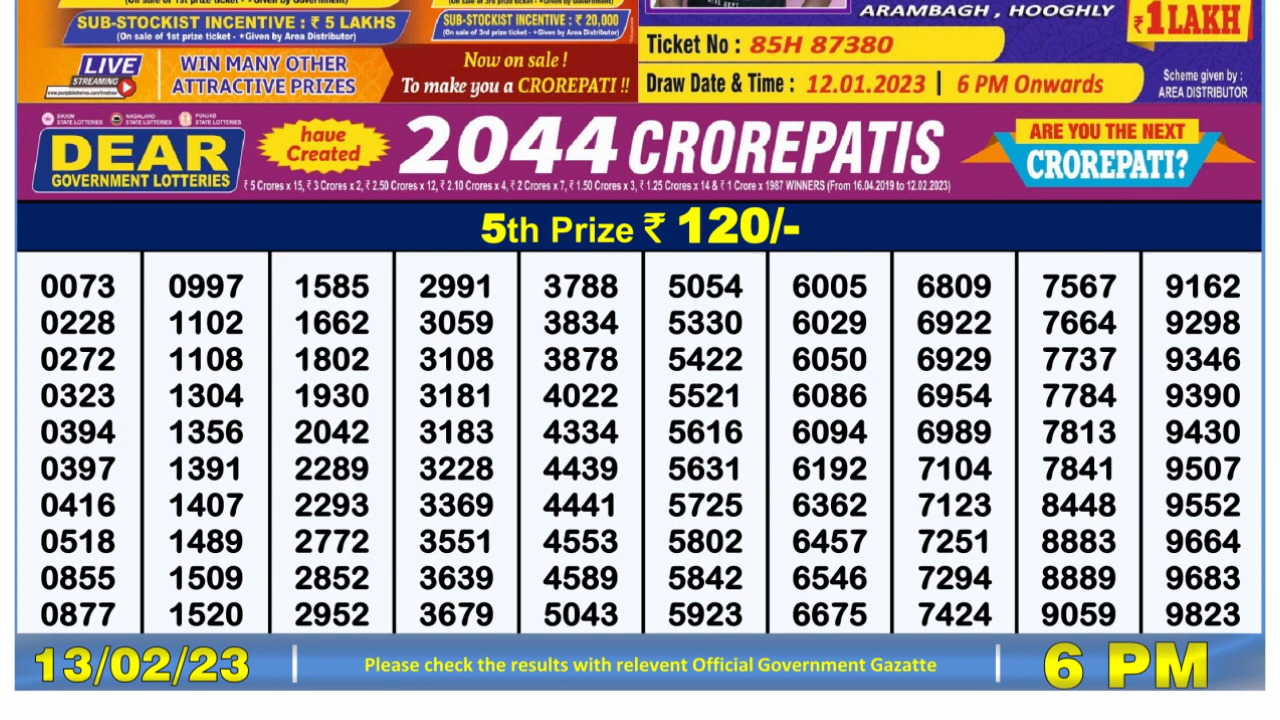 (On sale of 1st prize ticket - *Given by Government)
SUB-STOCKIST INCENTIVE : ₹ 5 LAKHS
(On sale of 1st prize ticket - *Given by Area Distributor)
(On sale of 3rd prize ticket - *Given by Government)
SUB-STOCKIST INCENTIVE : ₹ 20,000
(On sale of 3rd prize ticket - *Given by Area Distributor)
LIVE
STREAMING
WIN MANY OTHER
ATTRACTIVE PRIZES
Now on sale !
To make you a CROREPATI !!
ARAMBAGH , HOOGHLY
₹1 LAKH
Ticket No : 85H 87380
Draw Date & Time : 12.01.2023 | 6 PM Onwards
Scheme given by :
AREA DISTRIBUTOR
SIKKIM STATE LOTTERIES
NAGALAND STATE LOTTERIES
PUNJAB STATE LOTTERIES
DEAR
GOVERNMENT LOTTERIES
have
Created
2044 CROREPATIS
₹ 5 Crores x 15, ₹ 3 Crores x 2, ₹ 2.50 Crores x 12, ₹ 2.10 Crores x 4, ₹ 2 Crores x 7, ₹ 1.50 Crores x 3, ₹ 1.25 Crores x 14 & ₹ 1 Crore x 1987 WINNERS (From 16.04.2019 to 12.02.2023)
ARE YOU THE NEXT
CROREPATI?
5th Prize ₹ 120/-
0073 0997 1585 2991 3788 5054 6005 6809 7567 9162
0228 1102 1662 3059 3834 5330 6029 6922 7664 9298
0272 1108 1802 3108 3878 5422 6050 6929 7737 9346
0323 1304 1930 3181 4022 5521 6086 6954 7784 9390
0394 1356 2042 3183 4334 5616 6094 6989 7813 9430
0397 1391 2289 3228 4439 5631 6192 7104 7841 9507
0416 1407 2293 3369 4441 5725 6362 7123 8448 9552
0518 1489 2772 3551 4553 5802 6457 7251 8883 9664
0855 1509 2852 3639 4589 5842 6546 7294 8889 9683
0877 1520 2952 3679 5043 5923 6675 7424 9059 9823
13/02/23 | Please check the results with relevent Official Government Gazatte | 6 PM